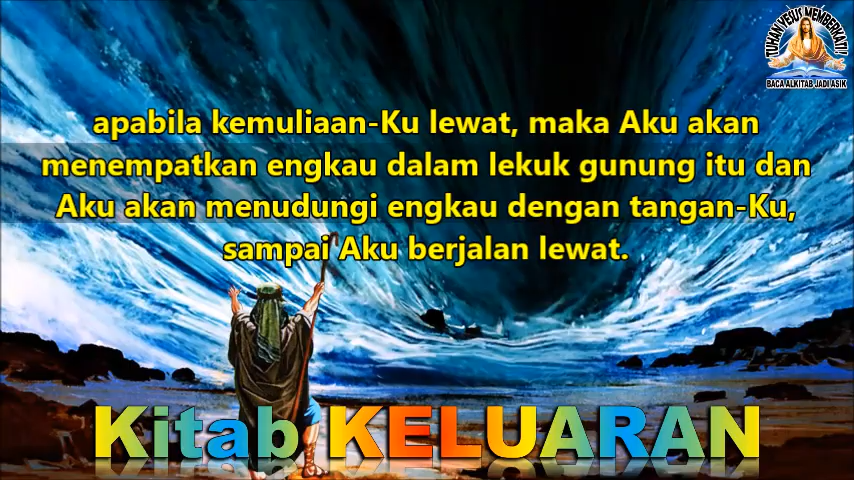 TUHAN YESUS MEMBERKATI!
BACA ALKITAB JADI ASIK
apabila kemuliaan-Ku lewat, maka Aku akan
menempatkan engkau dalam lekuk gunung itu dan
Aku akan menudungi engkau dengan tangan-Ku,
sampai Aku berjalan lewat.
Kitab KELUARAN